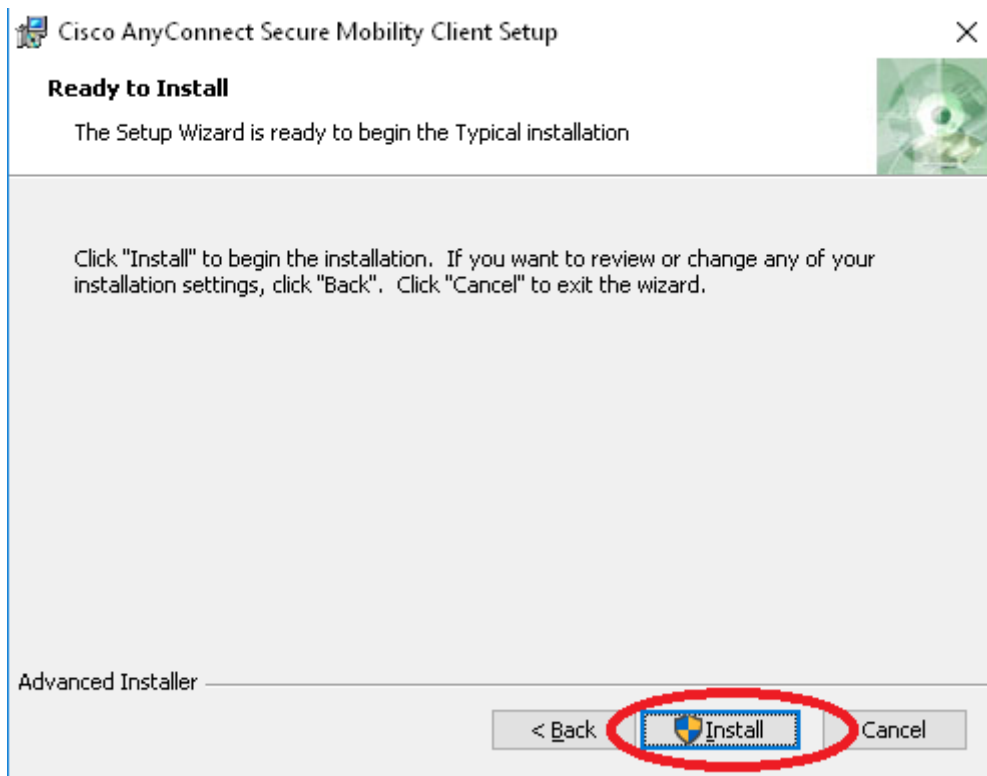 Cisco AnyConnect Secure Mobility Client Setup
Ready to Install
The Setup Wizard is ready to begin the Typical installation
Click "Install" to begin the installation.  If you want to review or change any of your
installation settings, click "Back".  Click "Cancel" to exit the wizard.
Advanced Installer
< Back
Install
Cancel